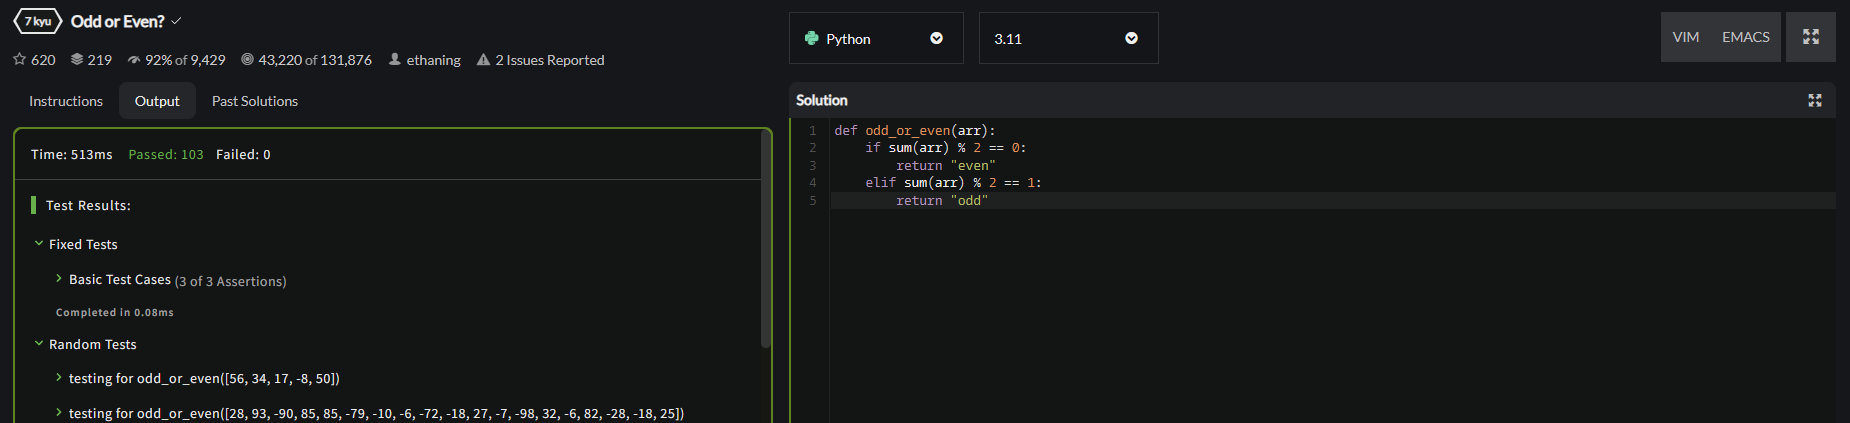 7 kyu Odd or Even?
620 219 92% of 9,429 43,220 of 131,876 ethaning 2 Issues Reported
Instructions Output Past Solutions
Time: 513ms Passed: 103 Failed: 0
Test Results:
Fixed Tests
Basic Test Cases (3 of 3 Assertions)
Completed in 0.08ms
Random Tests
testing for odd_or_even([56, 34, 17, -8, 50])
testing for odd_or_even([28, 93, -90, 85, 85, -79, -10, -6, -72, -18, 27, -7, -98, 32, -6, 82, -28, -18, 25])
Python 3.11 VIM EMACS
Solution
1 def odd_or_even(arr):
2 if sum(arr) % 2 == 0:
3 return "even"
4 elif sum(arr) % 2 == 1:
5 return "odd"